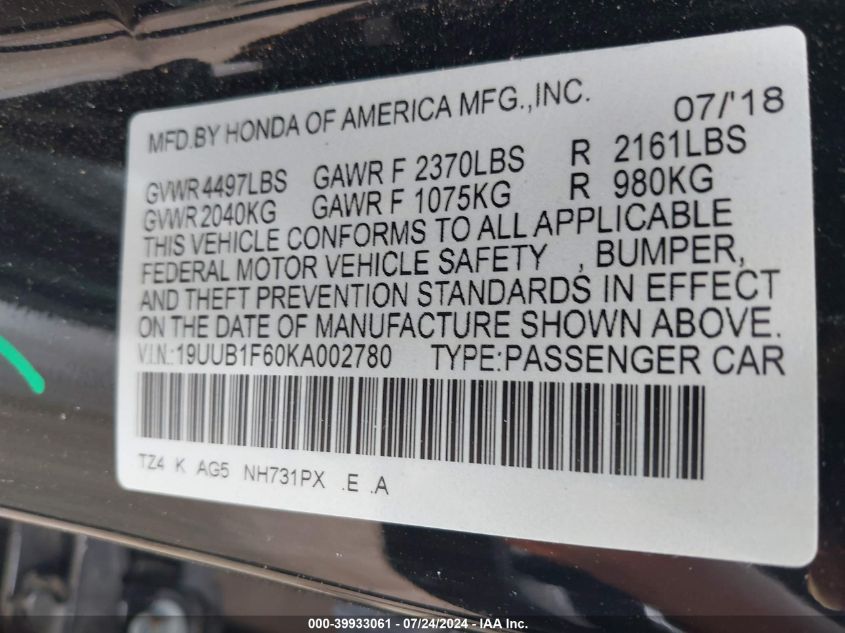 MFD.BY HONDA OF AMERICA MFG.,INC. 07/'18
GVWR 4497LBS GAWR F 2370LBS R 2161LBS
GVWR 2040KG GAWR F 1075KG R 980KG
THIS VEHICLE CONFORMS TO ALL APPLICABLE
FEDERAL MOTOR VEHICLE SAFETY , BUMPER,
AND THEFT PREVENTION STANDARDS IN EFFECT
ON THE DATE OF MANUFACTURE SHOWN ABOVE.
V.I.N.:19UUB1F60KA002780 TYPE:PASSENGER CAR
TZ4 K AG5 NH731PX .E .A
000-39933061 - 07/24/2024 - IAA Inc.